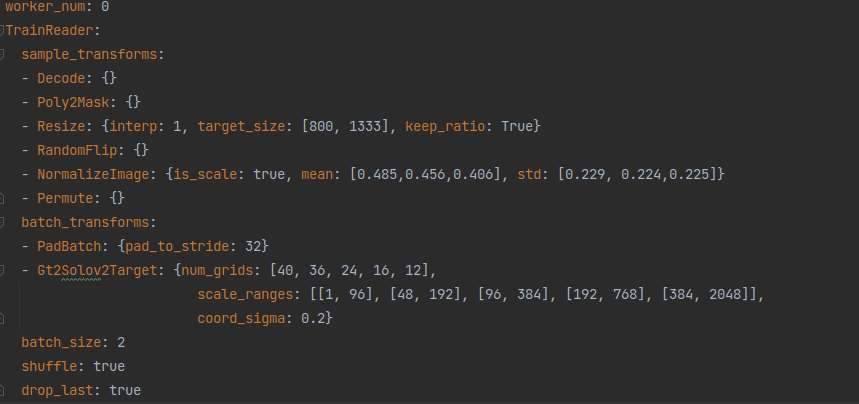 worker_num: 0
TrainReader:
  sample_transforms:
  - Decode: {}
  - Poly2Mask: {}
  - Resize: {interp: 1, target_size: [800, 1333], keep_ratio: True}
  - RandomFlip: {}
  - NormalizeImage: {is_scale: true, mean: [0.485,0.456,0.406], std: [0.229, 0.224,0.225]}
  - Permute: {}
  batch_transforms:
  - PadBatch: {pad_to_stride: 32}
  - Gt2Solov2Target: {num_grids: [40, 36, 24, 16, 12],
                      scale_ranges: [[1, 96], [48, 192], [96, 384], [192, 768], [384, 2048]],
                      coord_sigma: 0.2}
  batch_size: 2
  shuffle: true
  drop_last: true